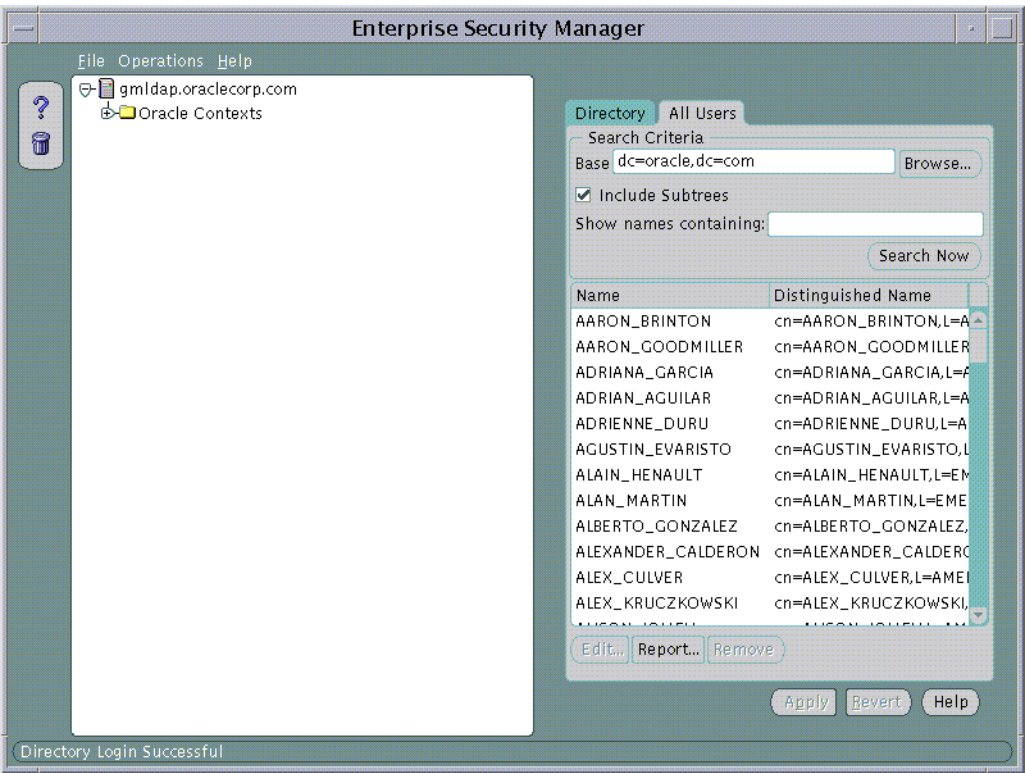 Enterprise Security Manager
File Operations Help
gmldap.oraclecorp.com
Oracle Contexts
Directory All Users
Search Criteria
Base dc=oracle,dc=com Browse...
Include Subtrees
Show names containing:
Search Now
Name Distinguished Name
AARON_BRINTON cn=AARON_BRINTON,L=A
AARON_GOODMILLER cn=AARON_GOODMILLER
ADRIANA_GARCIA cn=ADRIANA_GARCIA,L=A
ADRIAN_AGUILAR cn=ADRIAN_AGUILAR,L=A
ADRIENNE_DURU cn=ADRIENNE_DURU,L=A
AGUSTIN_EVARISTO cn=AGUSTIN_EVARISTO,L
ALAIN_HENAULT cn=ALAIN_HENAULT,L=EM
ALAN_MARTIN cn=ALAN_MARTIN,L=EME
ALBERTO_GONZALEZ cn=ALBERTO_GONZALEZ,
ALEXANDER_CALDERON cn=ALEXANDER_CALDERO
ALEX_CULVER cn=ALEX_CULVER,L=AMEI
ALEX_KRUCZKOWSKI cn=ALEX_KRUCZKOWSKI,
Edit... Report... Remove
Apply Revert Help
Directory Login Successful